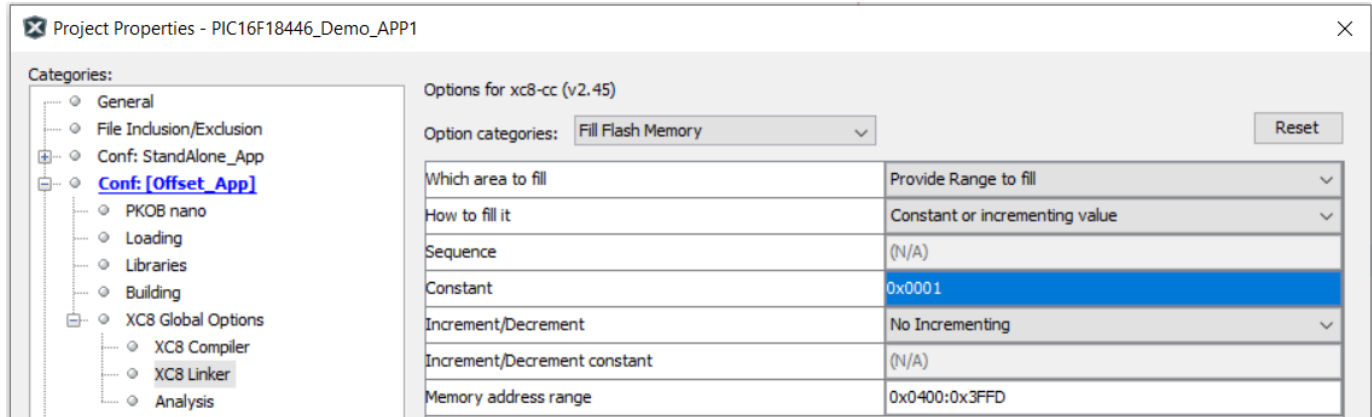 Project Properties - PIC16F18446_Demo_APP1
Categories:
General
File Inclusion/Exclusion
Conf: StandAlone_App
Conf: [Offset_App]
PKOB nano
Loading
Libraries
Building
XC8 Global Options
XC8 Compiler
XC8 Linker
Analysis
Options for xc8-cc (v2.45)
Option categories: Fill Flash Memory Reset
Which area to fill Provide Range to fill
How to fill it Constant or incrementing value
Sequence (N/A)
Constant 0x0001
Increment/Decrement No Incrementing
Increment/Decrement constant (N/A)
Memory address range 0x0400:0x3FFD